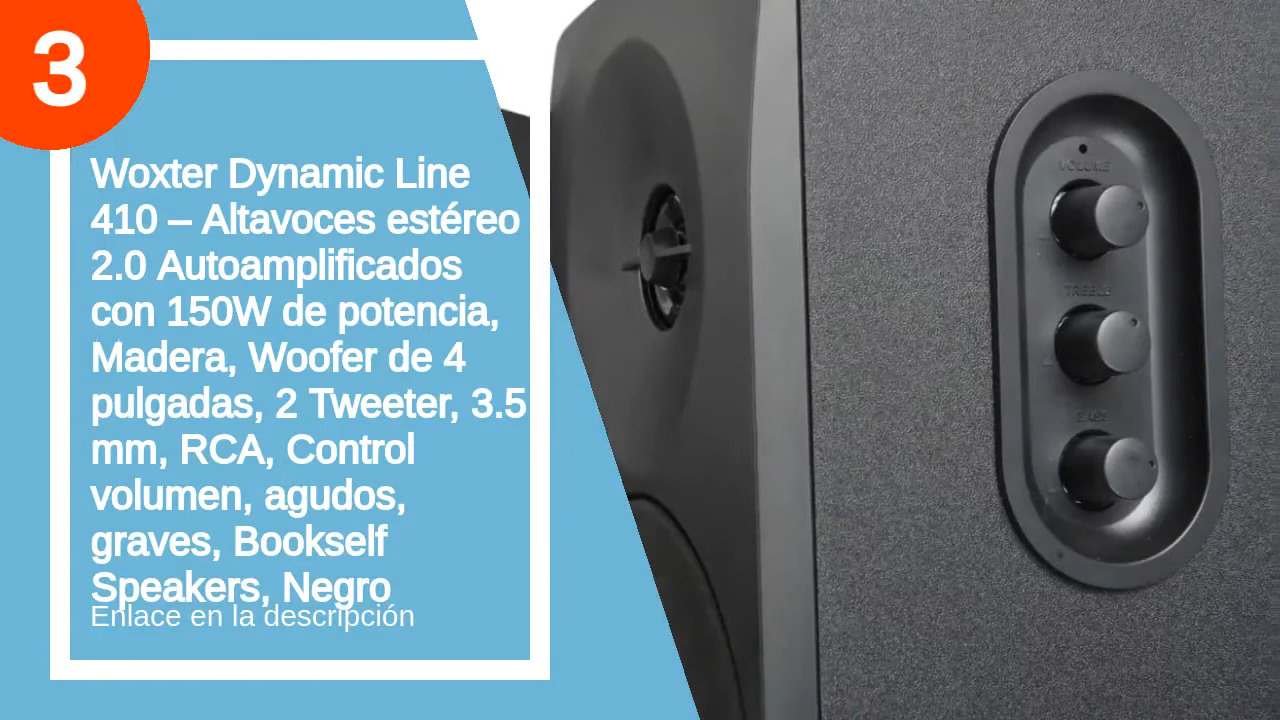 3
Woxter Dynamic Line
410 – Altavoces estéreo
2.0 Autoamplificados
con 150W de potencia,
Madera, Woofer de 4
pulgadas, 2 Tweeter, 3.5
mm, RCA, Control
volumen, agudos,
graves, Bookself
Speakers, Negro
Enlace en la descripción
VOLUME
TREBLE
BASS